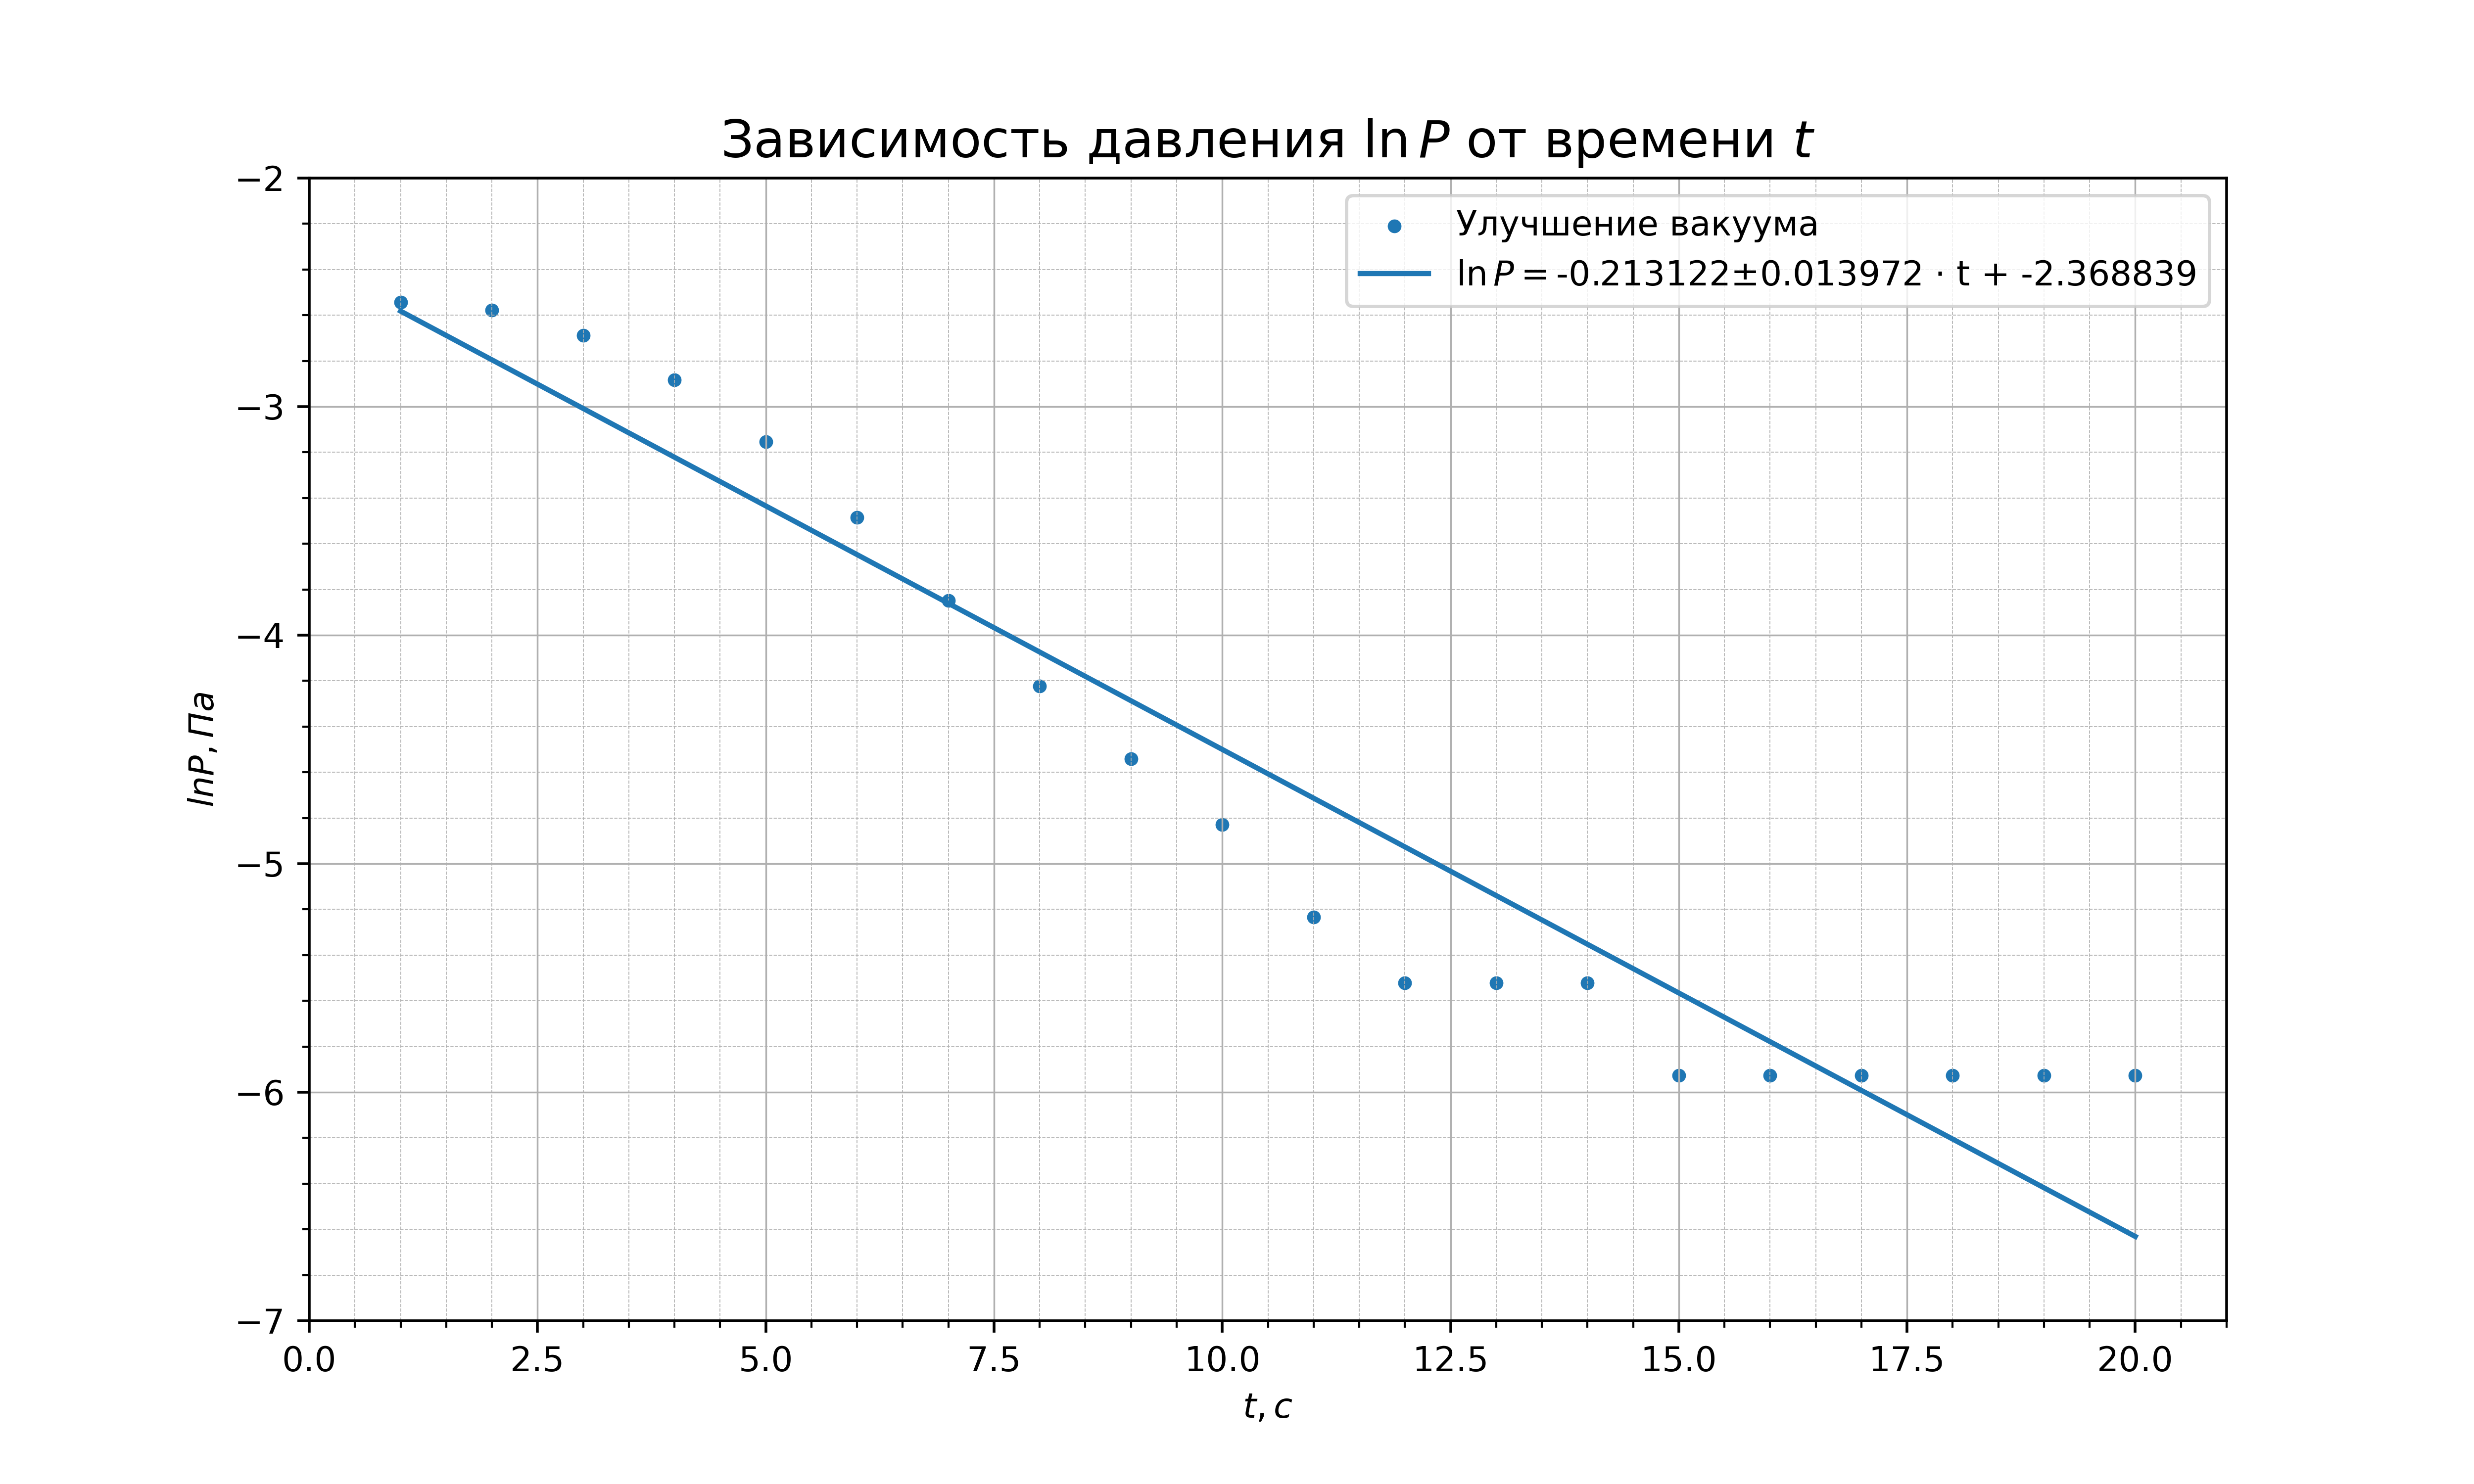 Зависимость давления ln P от времени t
Улучшение вакуума
ln P = -0.213122±0.013972 · t + -2.368839
−2
−3
−4
−5
−6
−7
lnP, Па
0.0 2.5 5.0 7.5 10.0 12.5 15.0 17.5 20.0
t, с